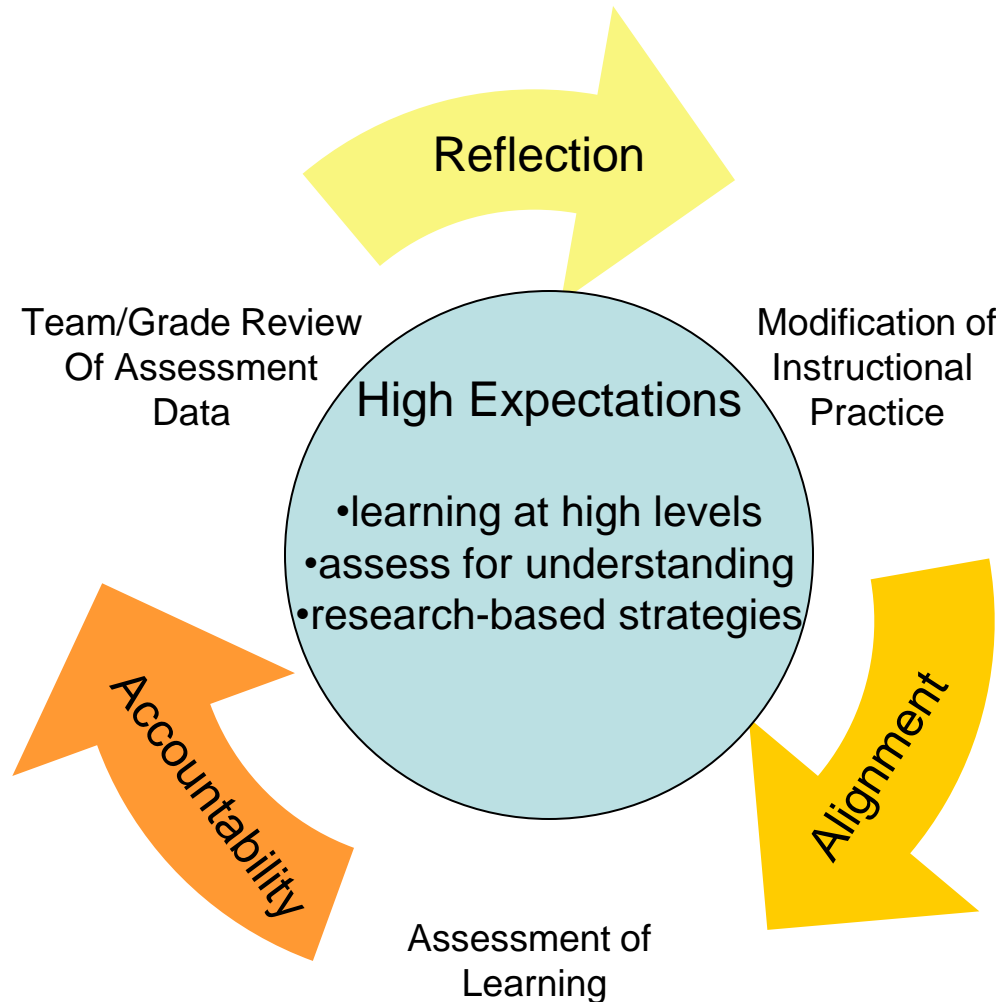 Reflection
Team/Grade Review
Of Assessment
Data
Modification of
Instructional
Practice
High Expectations
•learning at high levels
•assess for understanding
•research-based strategies
Accountability
Alignment
Assessment of
Learning